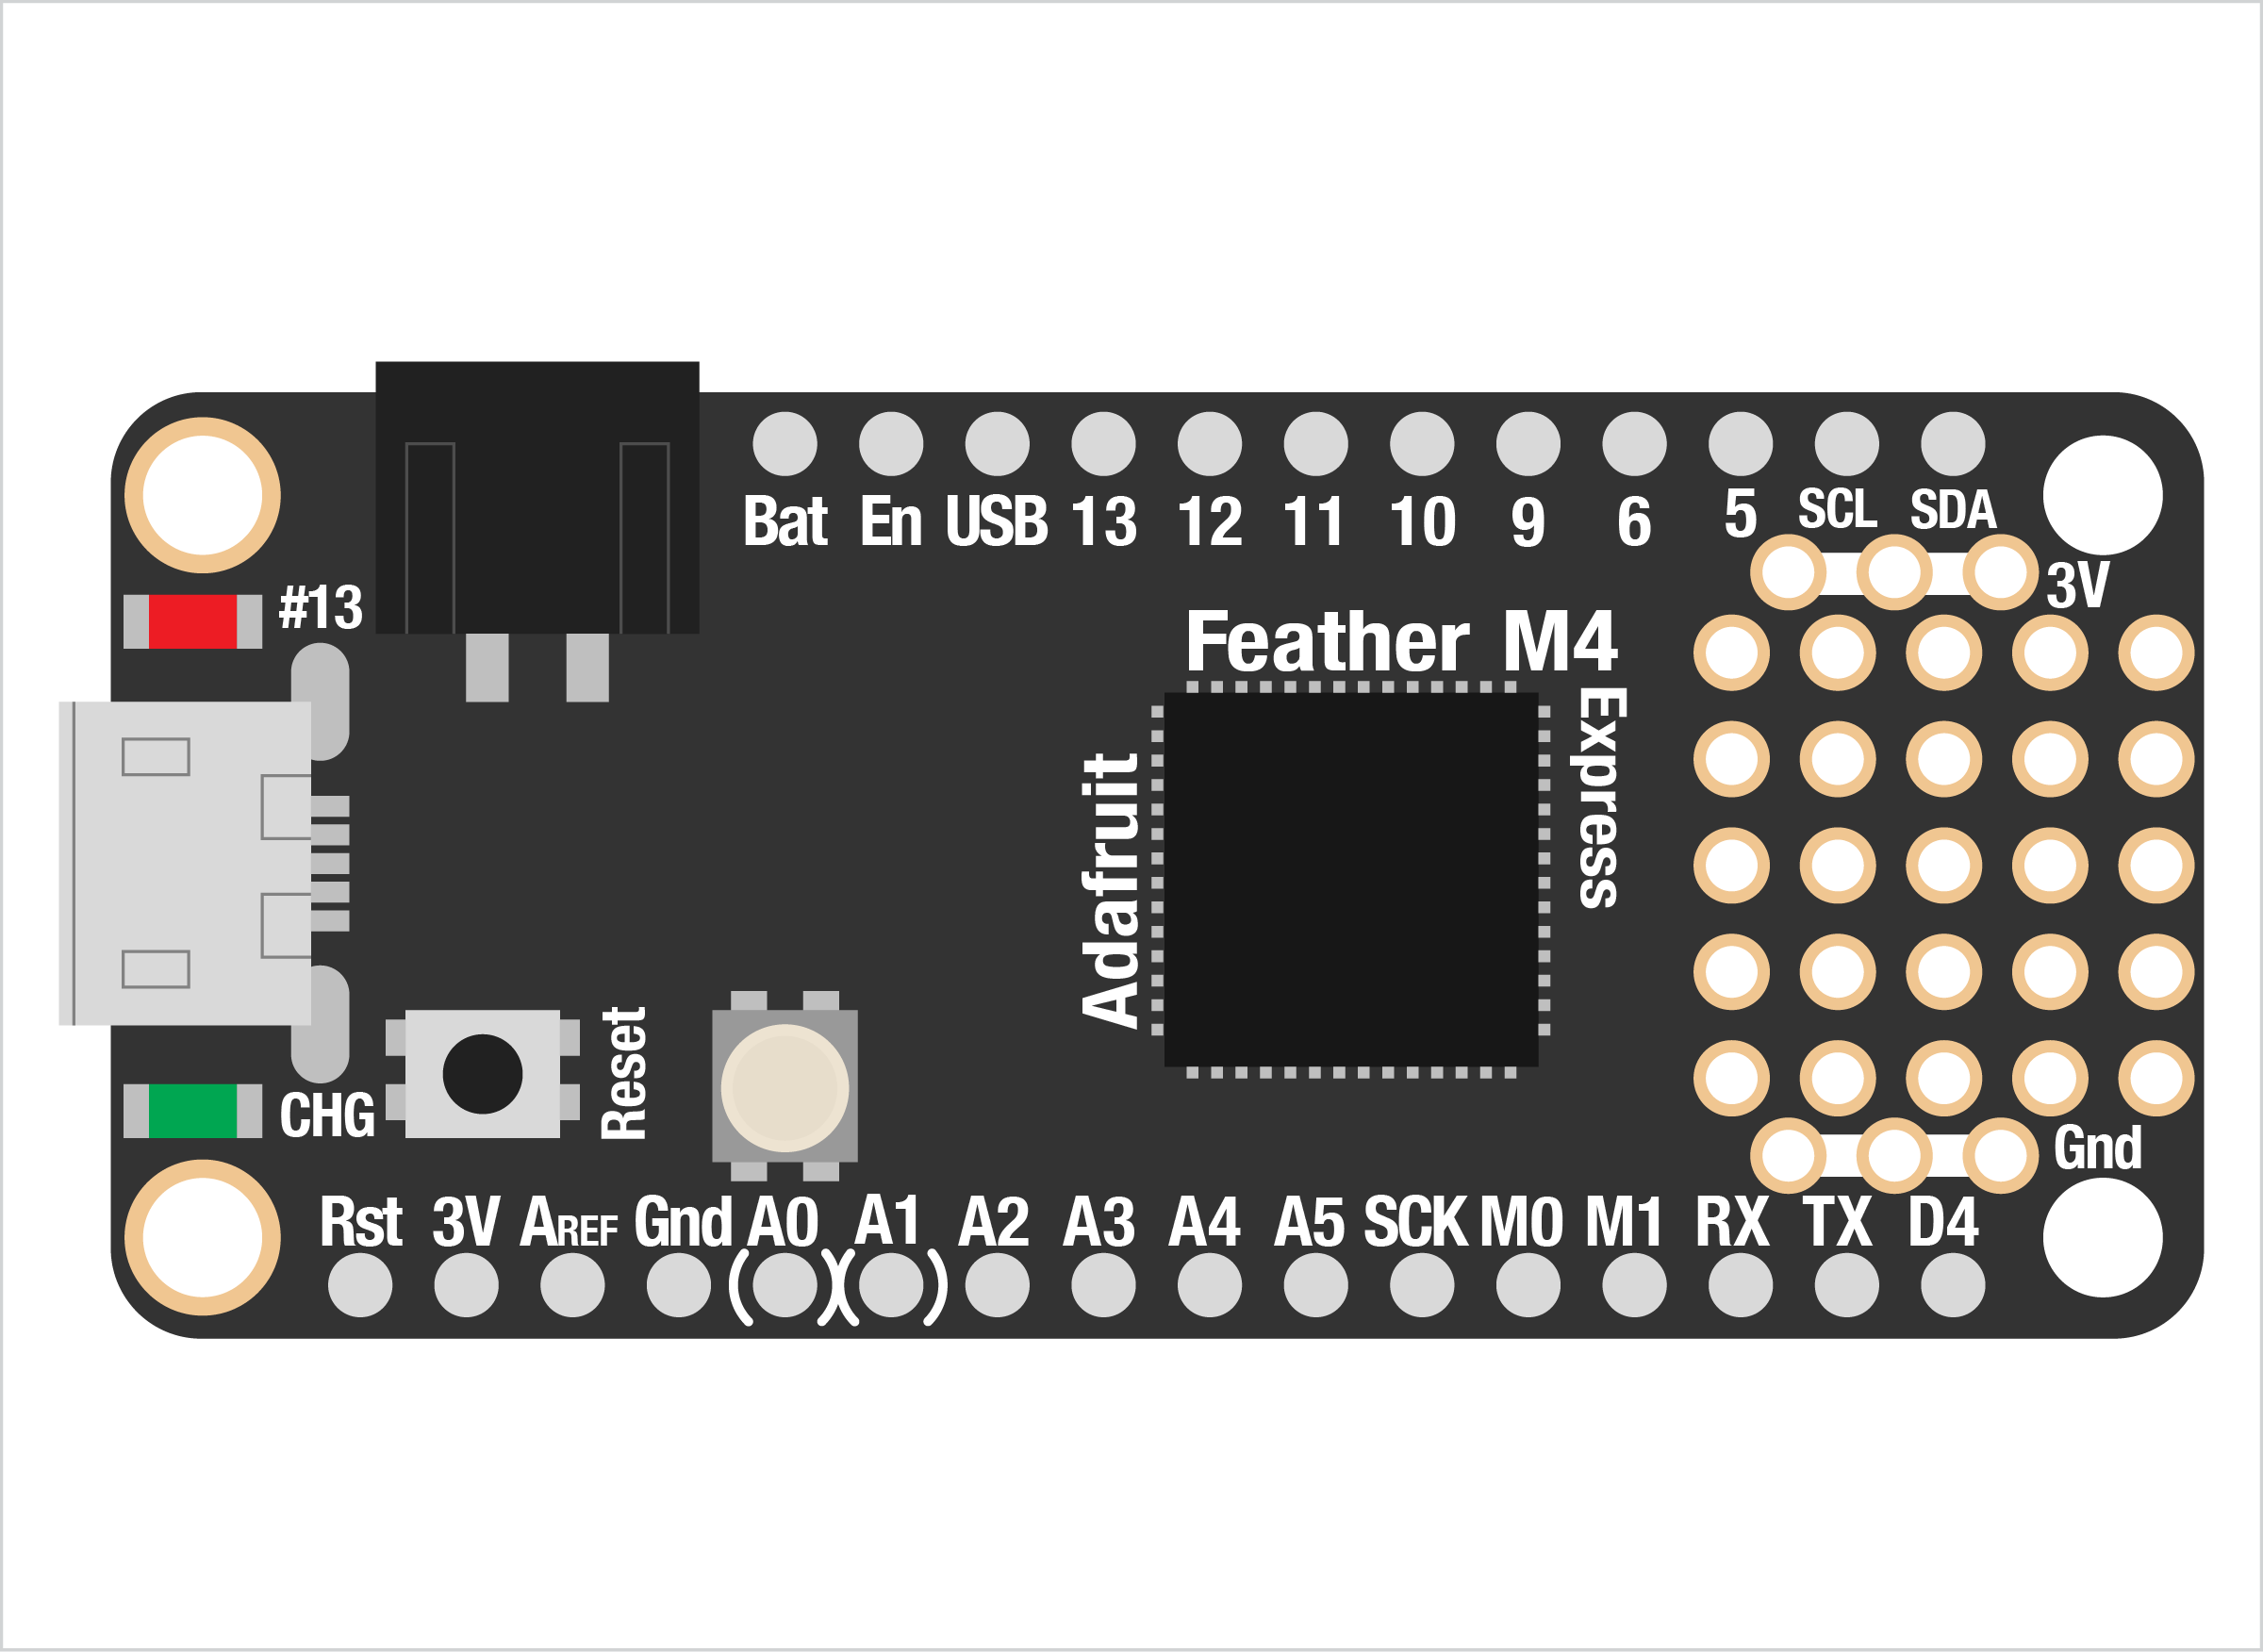 Bat En USB 13 12 11 10 9 6 5 SCL SDA
#13
3V
Feather M4
Express
Adafruit
Reset
CHG
Gnd
Rst 3V AREF Gnd A0 A1 A2 A3 A4 A5 SCK M0 M1 RX TX D4